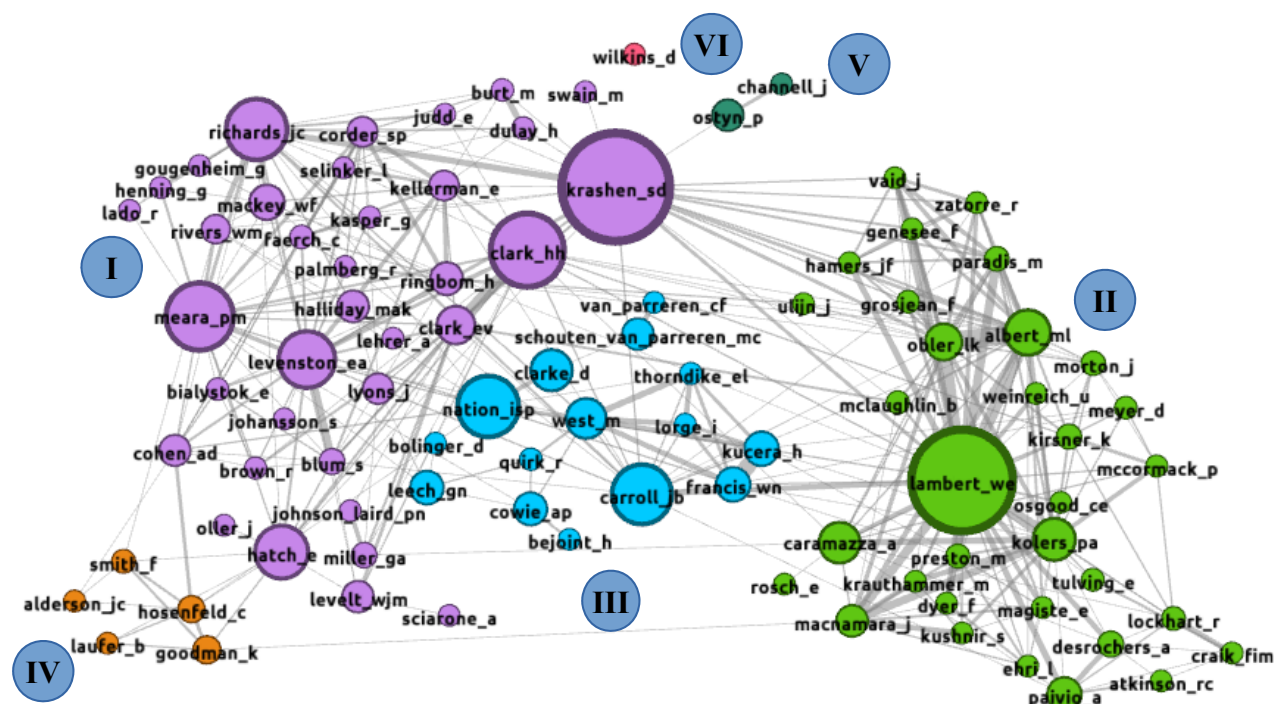 VI
wilkins_d
V
channell_j
burt_m
swain_m
judd_e
ostyn_p
richards_jc
corder_sp
dulay_h
gougenheim_g
selinker_l
vaid_j
henning_g
kellerman_e
krashen_sd
mackey_wf
zatorre_r
lado_r
kasper_g
rivers_wm
faerch_c
genesee_f
clark_hh
I
palmberg_r
hamers_jf
paradis_m
ringbom_h
II
van_parreren_cf
ulijn_j
grosjean_f
halliday_mak
meara_pm
clark_ev
schouten_van_parreren_mc
albert_ml
lehrer_a
obler_lk
levenston_ea
morton_j
clarke_d
thorndike_el
bialystok_e
lyons_j
weinreich_u
mclaughlin_b
nation_isp
meyer_d
johansson_s
west_m
lorge_i
kirsner_k
bolinger_d
cohen_ad
kucera_h
quirk_r
blum_s
brown_r
mccormack_p
lambert_we
leech_gn
francis_wn
carroll_jb
osgood_ce
johnson_laird_pn
cowie_ap
oller_j
bejoint_h
caramazza_a
kolers_pa
hatch_e
miller_ga
preston_m
smith_f
rosch_e
krauthammer_m
tulving_e
levelt_wjm
III
alderson_jc
hosenfeld_c
dyer_f
magiste_e
sciarone_a
lockhart_r
macnamara_j
kushnir_s
laufer_b
desrochers_a
goodman_k
craik_fim
IV
ehri_l
atkinson_rc
paivio_a